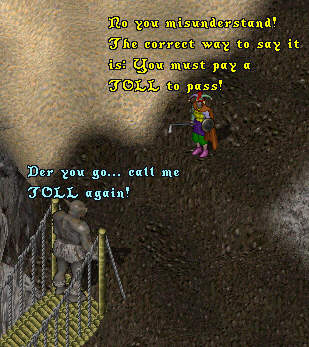 No you misunderstand!
The correct way to say it
is: You must pay a
TOLL to pass!
Der you go... call me
TOLL again!